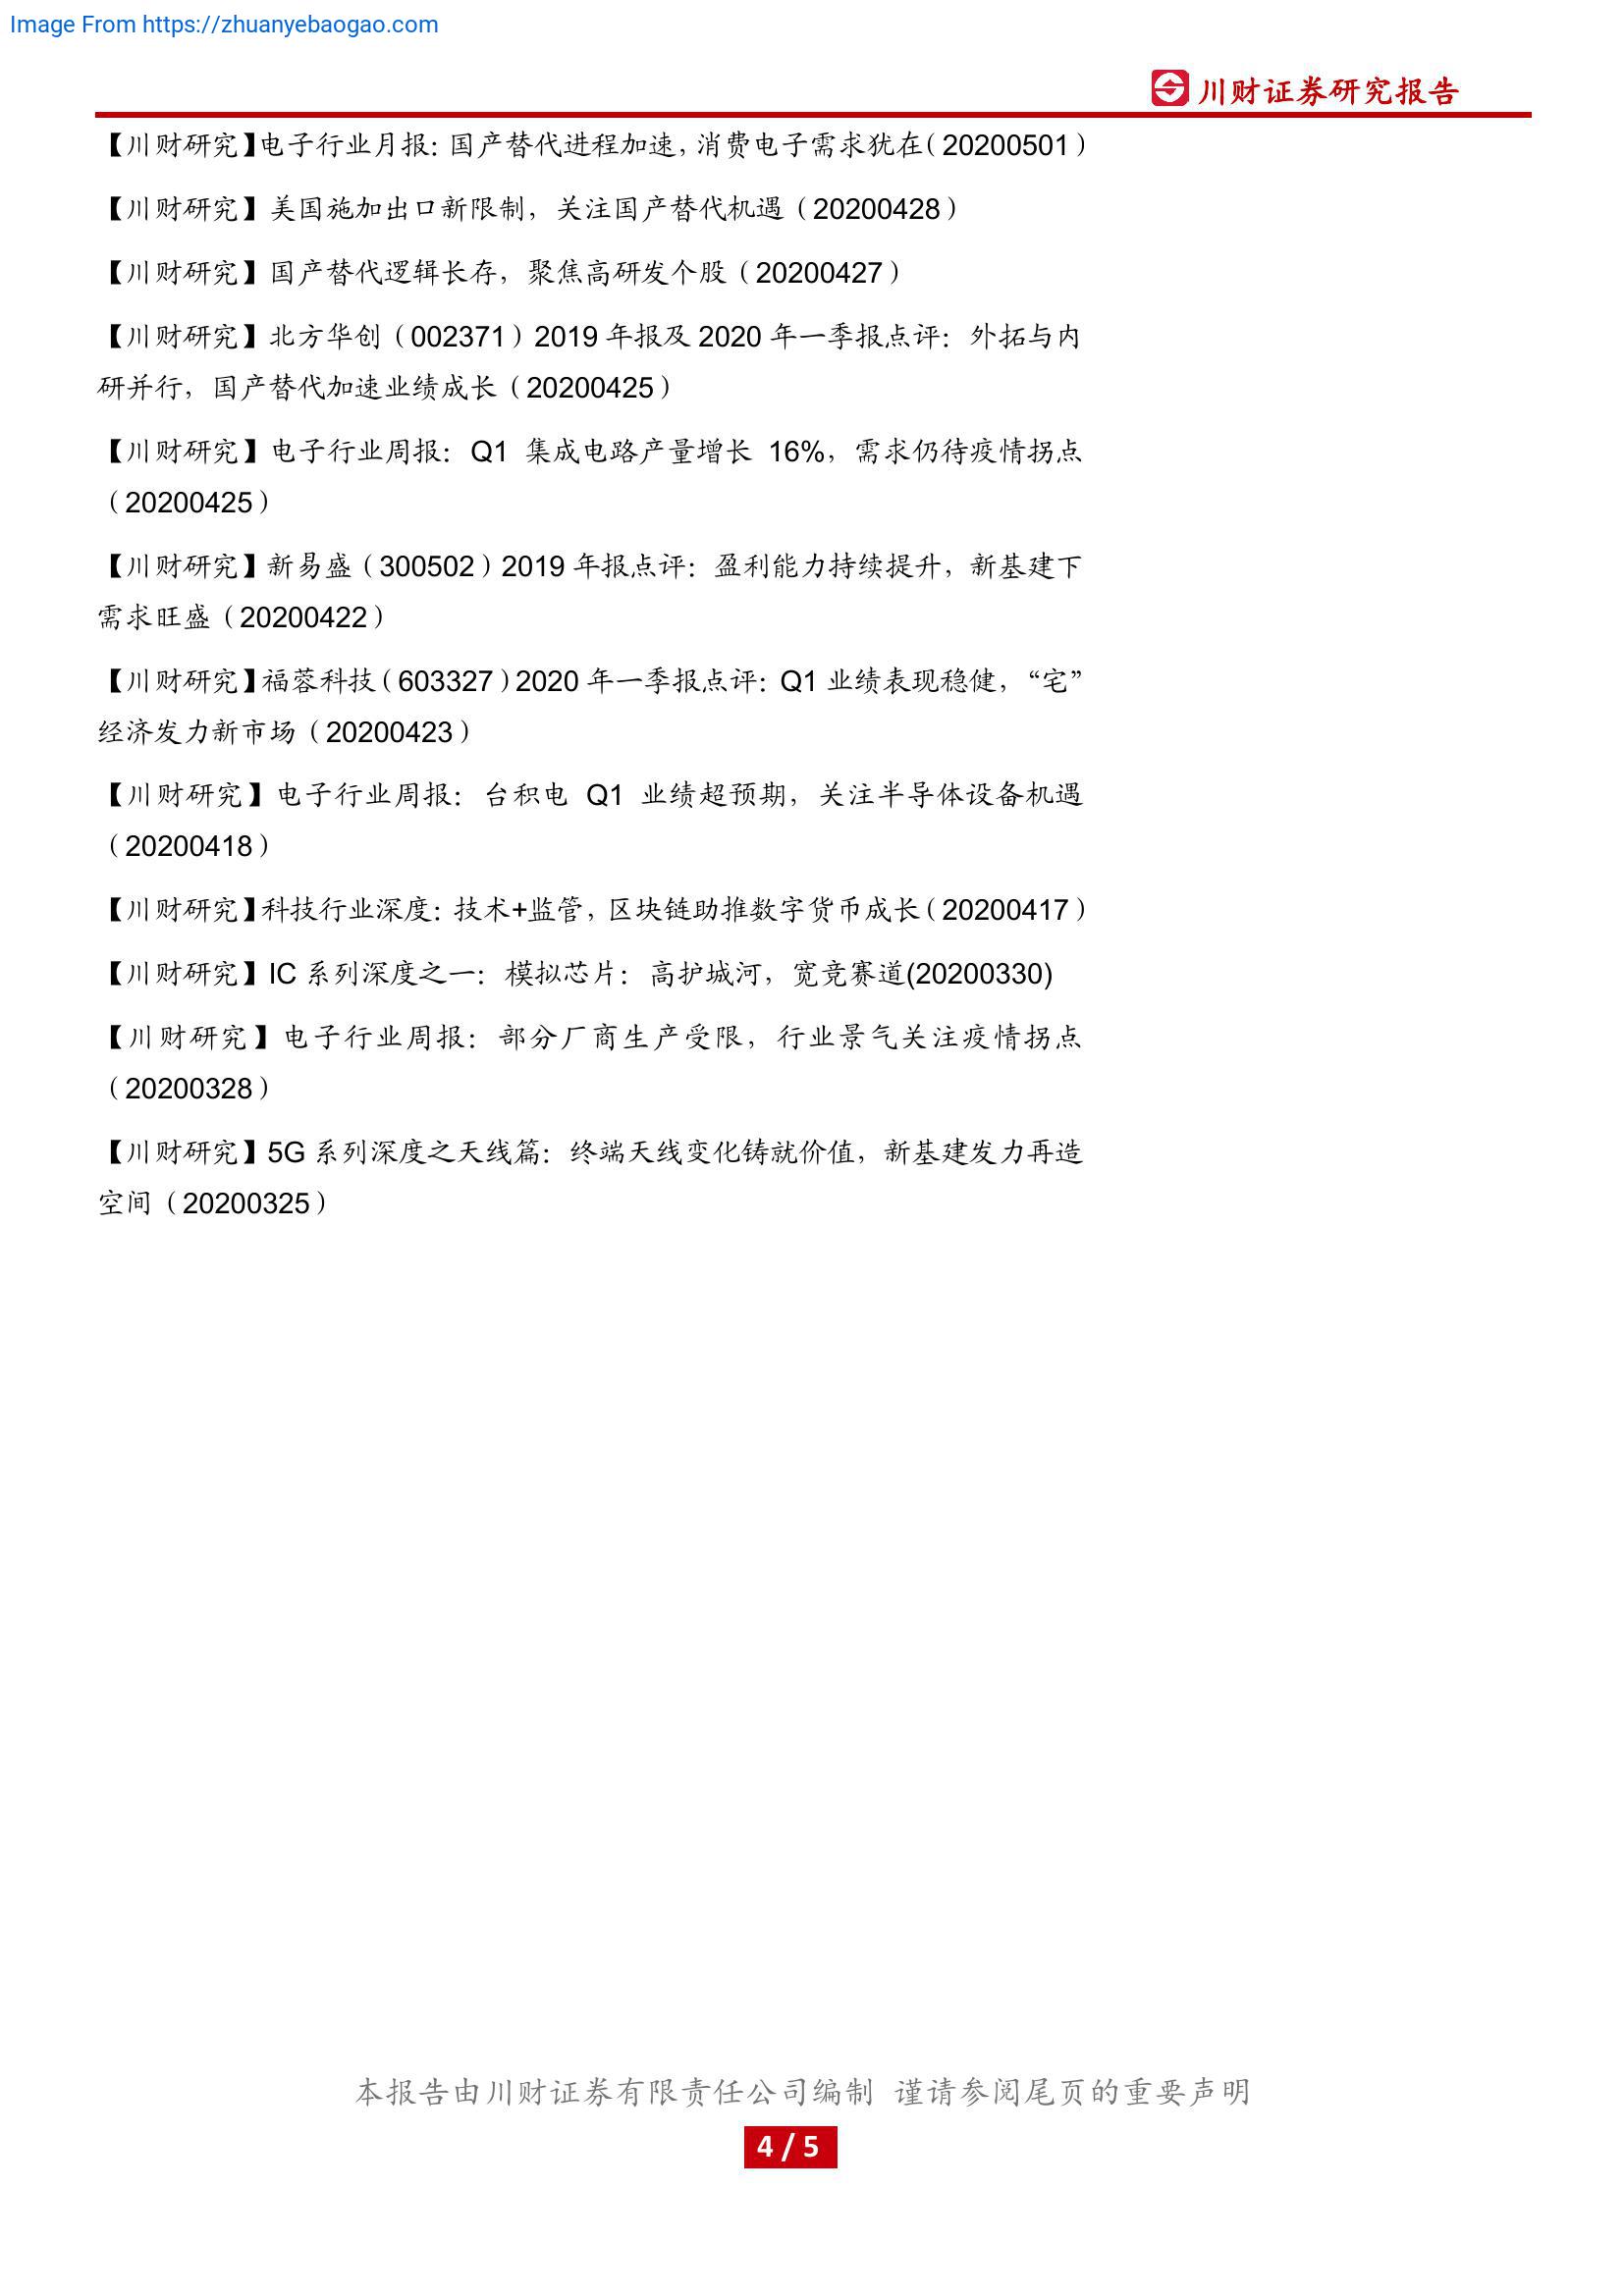 Image From https://zhuanyebaogao.com
川财证券研究报告
【川财研究】电子行业月报：国产替代进程加速，消费电子需求犹在（20200501）
【川财研究】美国施加出口新限制，关注国产替代机遇（20200428）
【川财研究】国产替代逻辑长存，聚焦高研发个股（20200427）
【川财研究】北方华创（002371）2019 年报及 2020 年一季报点评：外拓与内
研并行，国产替代加速业绩成长（20200425）
【川财研究】电子行业周报：Q1 集成电路产量增长 16%，需求仍待疫情拐点
（20200425）
【川财研究】新易盛（300502）2019 年报点评：盈利能力持续提升，新基建下
需求旺盛（20200422）
【川财研究】福蓉科技（603327）2020 年一季报点评：Q1 业绩表现稳健，“宅”
经济发力新市场（20200423）
【川财研究】电子行业周报：台积电 Q1 业绩超预期，关注半导体设备机遇
（20200418）
【川财研究】科技行业深度：技术+监管，区块链助推数字货币成长（20200417）
【川财研究】IC 系列深度之一：模拟芯片：高护城河，宽竞赛道(20200330)
【川财研究】电子行业周报：部分厂商生产受限，行业景气关注疫情拐点
（20200328）
【川财研究】5G 系列深度之天线篇：终端天线变化铸就价值，新基建发力再造
空间（20200325）
本报告由川财证券有限责任公司编制 谨请参阅尾页的重要声明
4 / 5